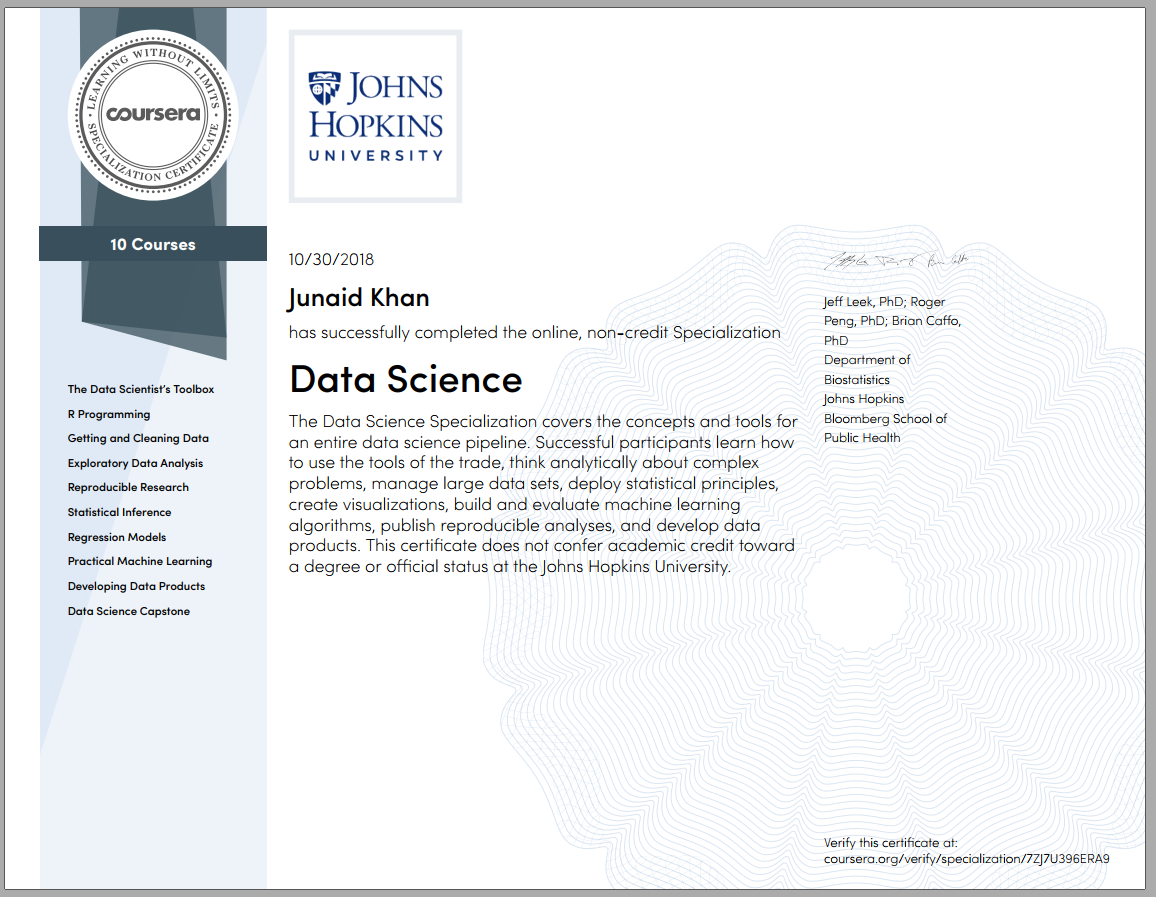 LEARNING WITHOUT LIMITS
coursera
SPECIALIZATION CERTIFICATE
10 Courses
The Data Scientist's Toolbox
R Programming
Getting and Cleaning Data
Exploratory Data Analysis
Reproducible Research
Statistical Inference
Regression Models
Practical Machine Learning
Developing Data Products
Data Science Capstone
JOHNS
HOPKINS
UNIVERSITY
10/30/2018
Junaid Khan
has successfully completed the online, non-credit Specialization
Data Science
The Data Science Specialization covers the concepts and tools for
an entire data science pipeline. Successful participants learn how
to use the tools of the trade, think analytically about complex
problems, manage large data sets, deploy statistical principles,
create visualizations, build and evaluate machine learning
algorithms, publish reproducible analyses, and develop data
products. This certificate does not confer academic credit toward
a degree or official status at the Johns Hopkins University.
Jeff Leek, PhD; Roger
Peng, PhD; Brian Caffo,
PhD
Department of
Biostatistics
Johns Hopkins
Bloomberg School of
Public Health
Verify this certificate at:
coursera.org/verify/specialization/7ZJ7U396ERA9